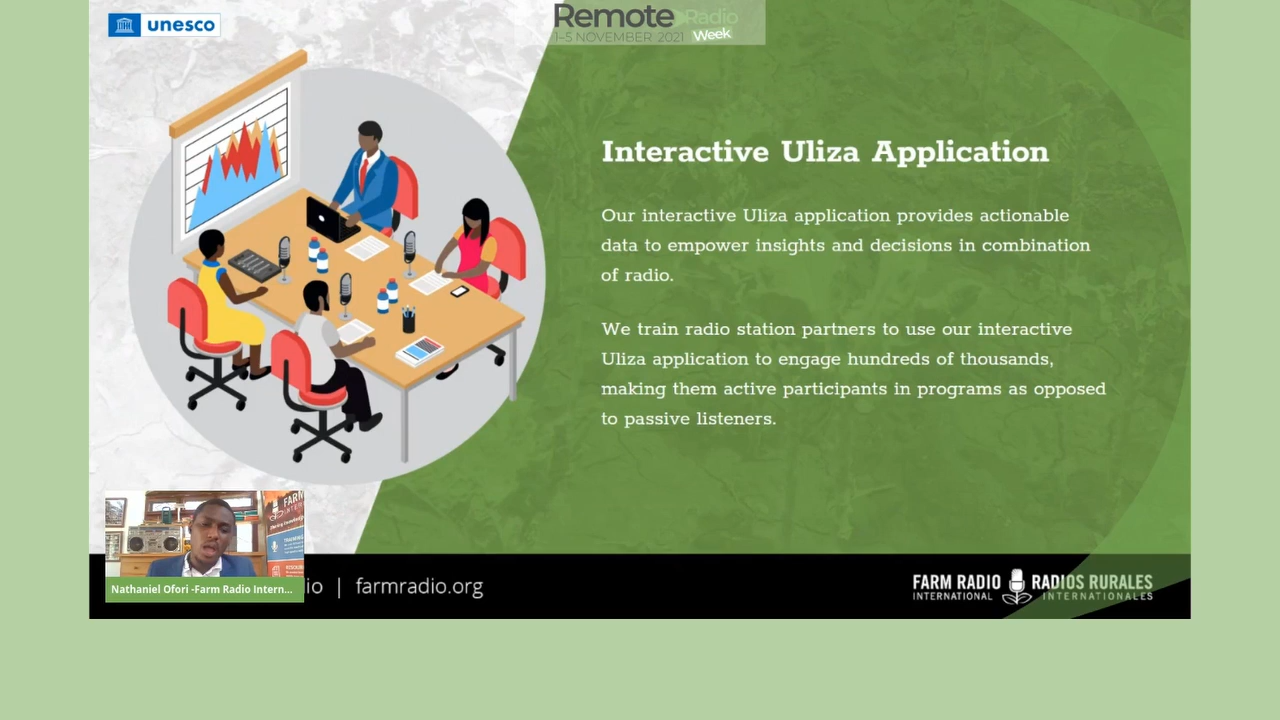 unesco
Remote Radio
1-5 NOVEMBER 2021 Week
Interactive Uliza Application
Our interactive Uliza application provides actionable
data to empower insights and decisions in combination
of radio.
We train radio station partners to use our interactive
Uliza application to engage hundreds of thousands,
making them active participants in programs as opposed
to passive listeners.
FARM
INTERNATIONAL
Nathaniel Ofori -Farm Radio Intern...
io | farmradio.org
FARM RADIO RADIOS RURALES
INTERNATIONAL INTERNATIONALES